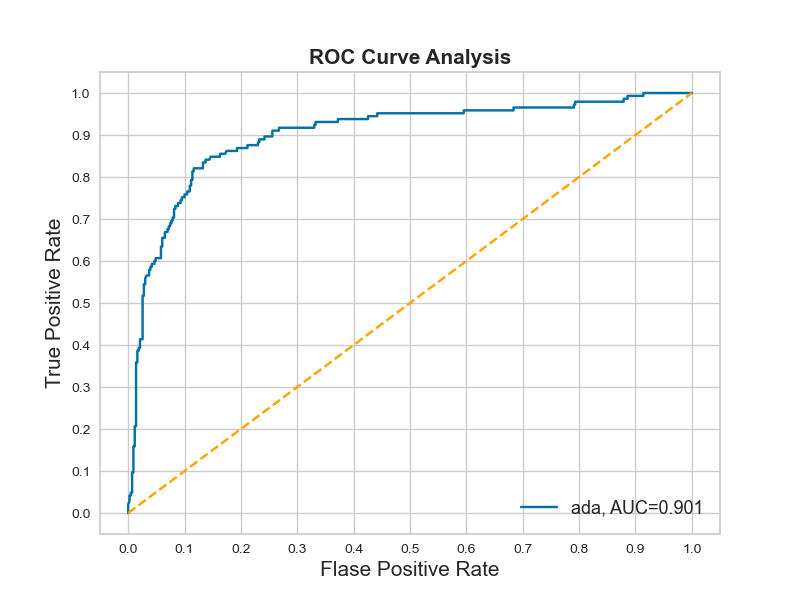 ROC Curve Analysis
1.0
0.9
0.8
0.7
0.6
0.5
0.4
0.3
0.2
0.1
0.0
True Positive Rate
ada, AUC=0.901
0.0 0.1 0.2 0.3 0.4 0.5 0.6 0.7 0.8 0.9 1.0
Flase Positive Rate